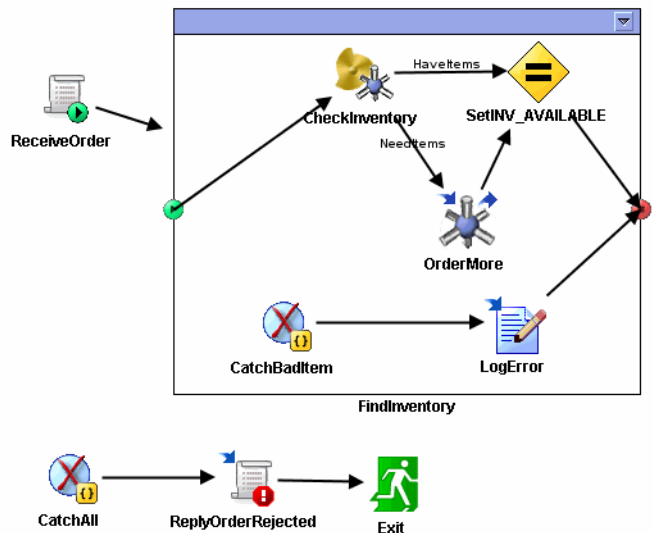 HaveItems
CheckInventory
SetINV_AVAILABLE
ReceiveOrder
NeedItems
OrderMore
CatchBadItem
LogError
FindInventory
CatchAll
ReplyOrderRejected
Exit